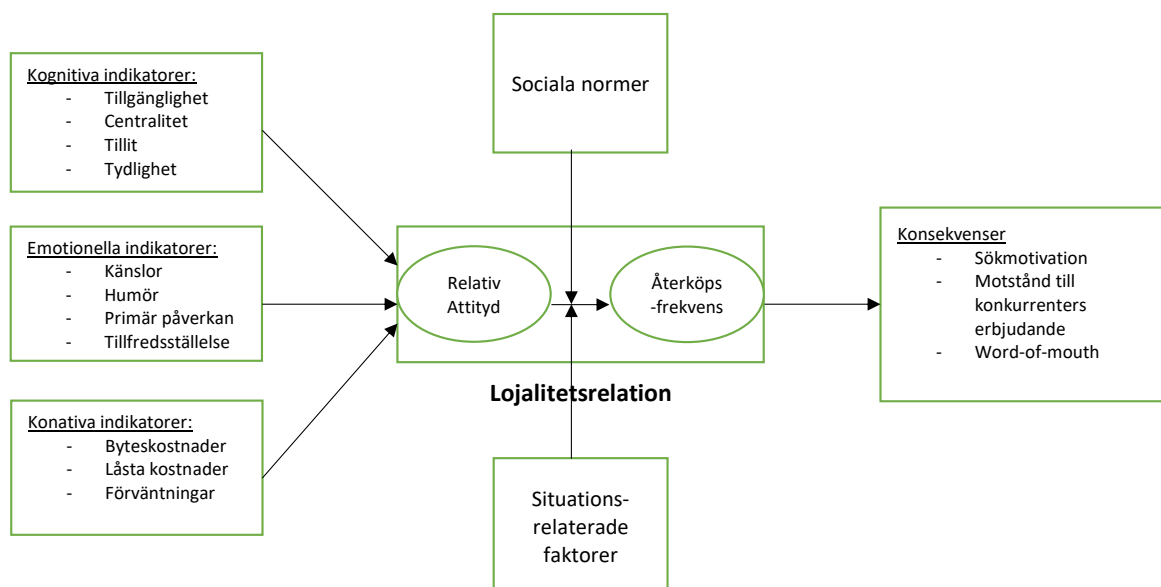 Kognitiva indikatorer:
- Tillgänglighet
- Centralitet
- Tillit
- Tydlighet
Emotionella indikatorer:
- Känslor
- Humör
- Primär påverkan
- Tillfredsställelse
Konativa indikatorer:
- Byteskostnader
- Låsta kostnader
- Förväntningar
Sociala normer
Relativ
Attityd
Återköps
-frekvens
Lojalitetsrelation
Situations-
relaterade
faktorer
Konsekvenser
- Sökmotivation
- Motstånd till
konkurrenters
erbjudande
- Word-of-mouth